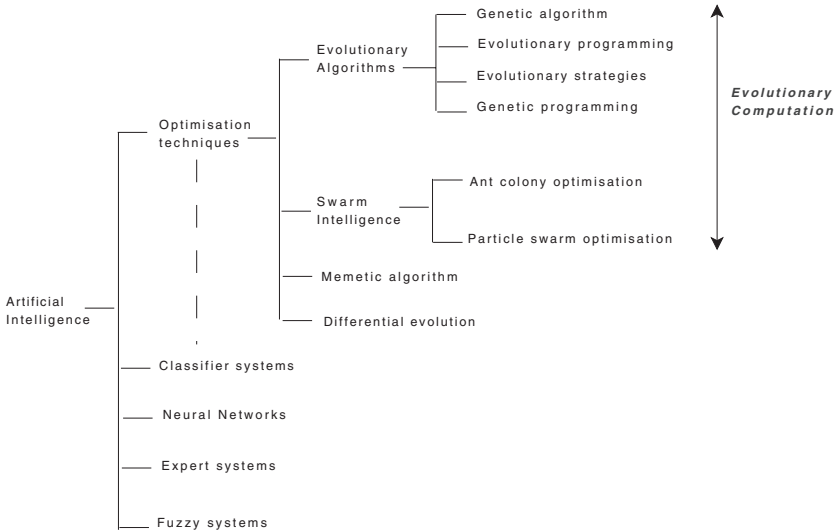 Genetic algorithm
Evolutionary programming
Evolutionary strategies
Genetic programming
Evolutionary
Algorithms
Evolutionary
Computation
Optimisation
techniques
Ant colony optimisation
Swarm
Intelligence
Particle swarm optimisation
Memetic algorithm
Differential evolution
Artificial
Intelligence
Classifier systems
Neural Networks
Expert systems
Fuzzy systems